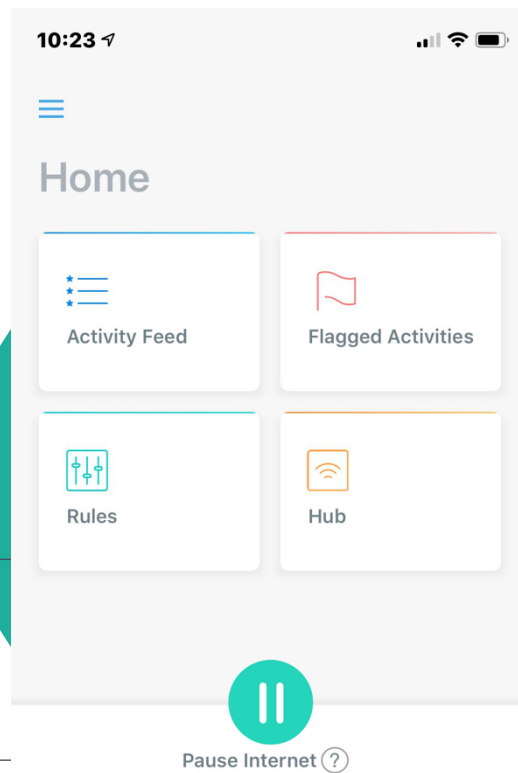 10:23
Home
Activity Feed
Flagged Activities
Rules
Hub
Pause Internet ?